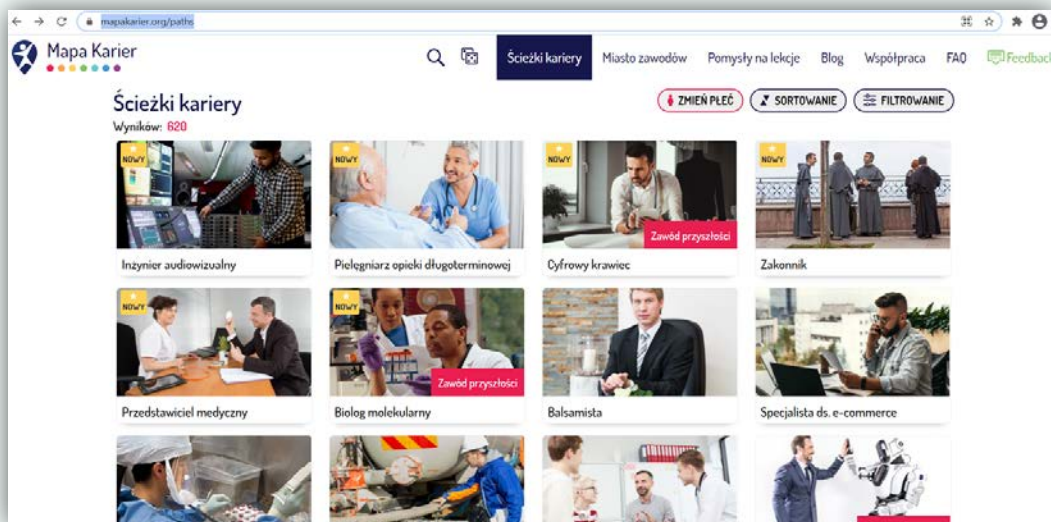 mapakarier.org/paths
Mapa Karier
Ścieżki kariery
Miasto zawodów
Pomysły na lekcje
Blog
Współpraca
FAQ
Feedback
Ścieżki kariery
ZMIEŃ PŁEĆ
SORTOWANIE
FILTROWANIE
Wyników: 620
NOWY
NOWY
NOWY
Zawód przyszłości
Inżynier audiowizualny
Pielęgniarz opieki długoterminowej
Cyfrowy krawiec
Zakonnik
NOWY
NOWY
Zawód przyszłości
Przedstawiciel medyczny
Biolog molekularny
Balsamista
Specjalista ds. e-commerce